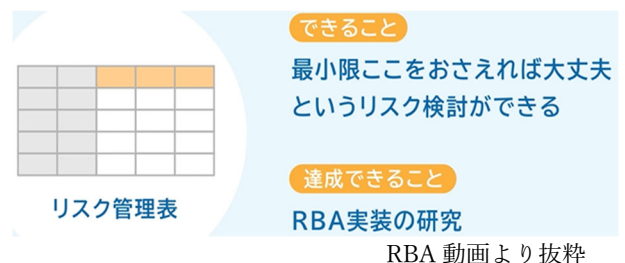 できること
最小限ここをおさえれば大丈夫
というリスク検討ができる
リスク管理表
達成できること
RBA実装の研究
RBA 動画より抜粋